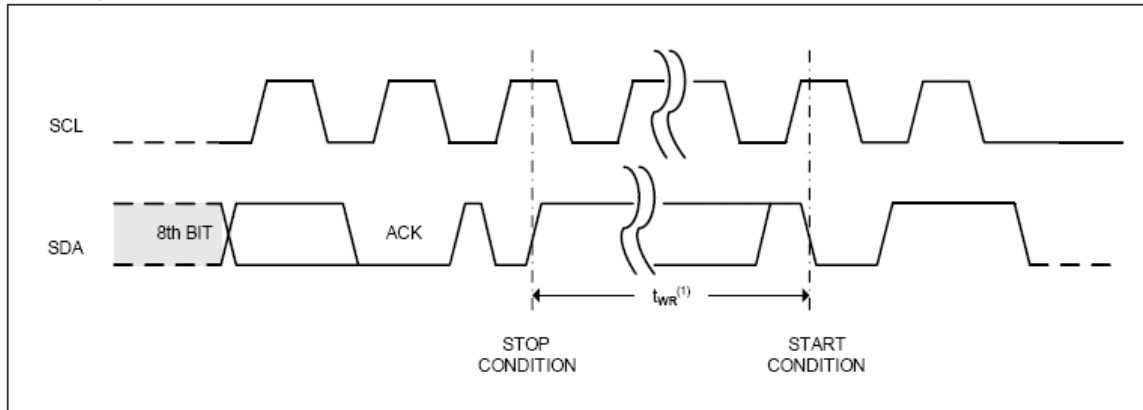 SCL
8th BIT
ACK
SDA
tWR(1)
STOP
CONDITION
START
CONDITION